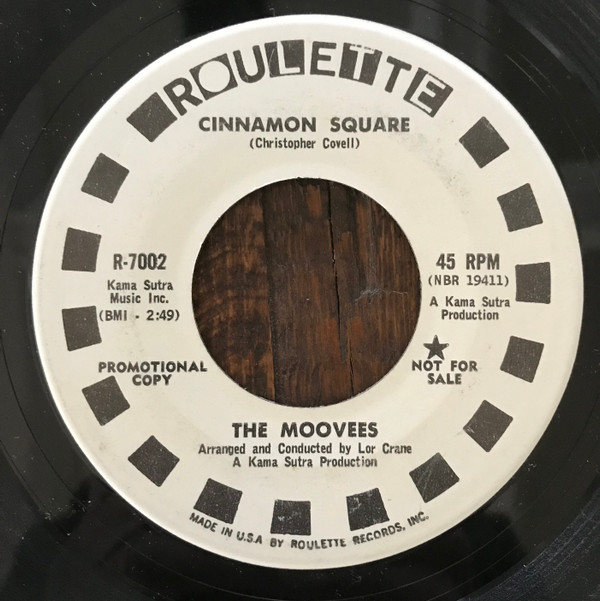 ROULETTE
CINNAMON SQUARE
(Christopher Covell)
R-7002
Kama Sutra
Music Inc.
(BMI - 2:49)
PROMOTIONAL
COPY
45 RPM
(NBR 19411)
A Kama Sutra
Production
NOT FOR
SALE
THE MOOVEES
Arranged and Conducted by Lor Crane
A Kama Sutra Production
MADE IN U.S.A BY ROULETTE RECORDS, INC.